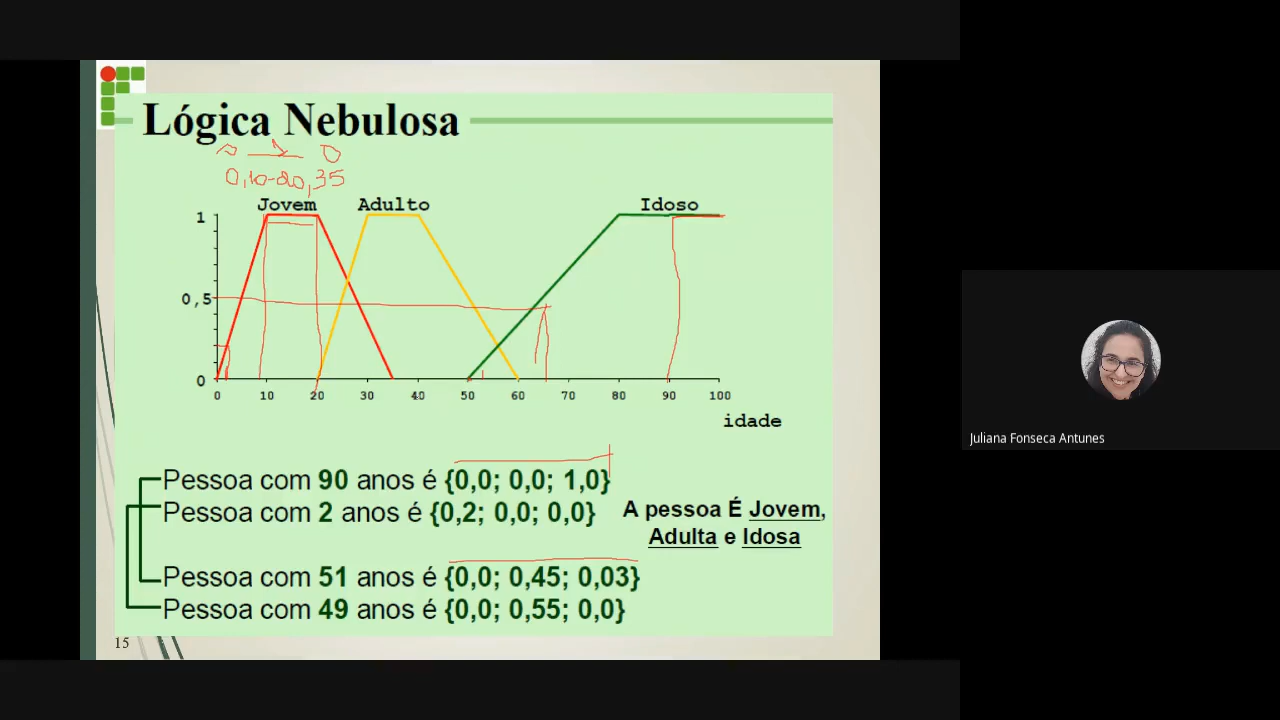 Lógica Nebulosa
0,10-20,35
Jovem Adulto Idoso
1
0,5
0
0 10 20 30 40 50 60 70 80 90 100
idade
Pessoa com 90 anos é {0,0; 0,0; 1,0}
Pessoa com 2 anos é {0,2; 0,0; 0,0}
A pessoa É Jovem,
Adulta e Idosa
Pessoa com 51 anos é {0,0; 0,45; 0,03}
Pessoa com 49 anos é {0,0; 0,55; 0,0}
15
Juliana Fonseca Antunes